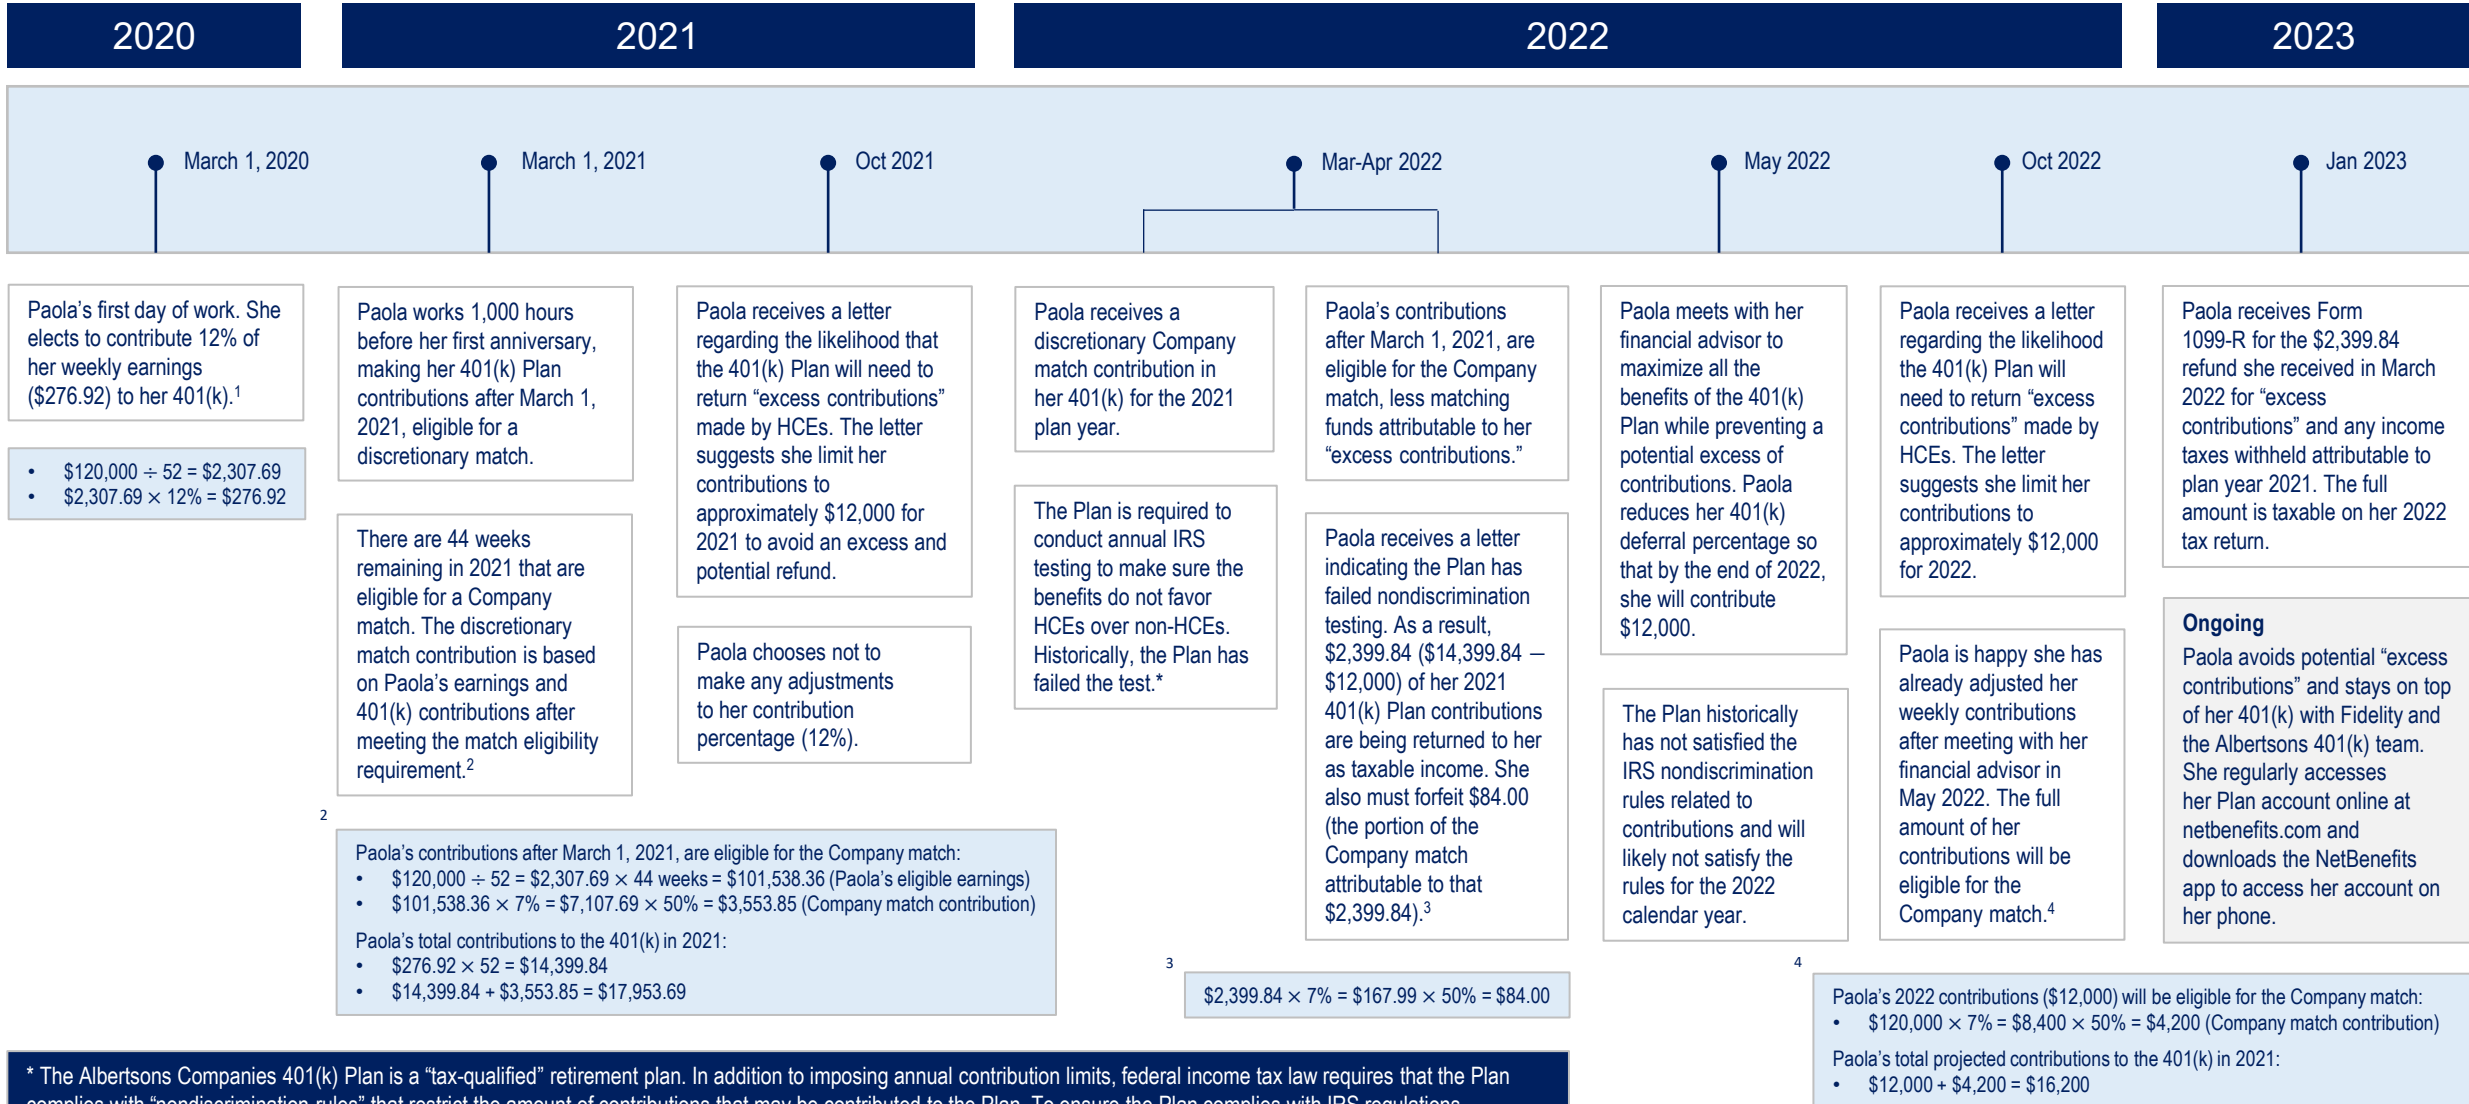 2020
2021
2022
2023
March 1, 2020
March 1, 2021
Oct 2021
Mar-Apr 2022
May 2022
Oct 2022
Jan 2023
Paola’s first day of work. She
elects to contribute 12% of
her weekly earnings
($276.92) to her 401(k).1
• $120,000 ÷ 52 = $2,307.69
• $2,307.69 × 12% = $276.92
Paola works 1,000 hours
before her first anniversary,
making her 401(k) Plan
contributions after March 1,
2021, eligible for a
discretionary match.
There are 44 weeks
remaining in 2021 that are
eligible for a Company
match. The discretionary
match contribution is based
on Paola’s earnings and
401(k) contributions after
meeting the match eligibility
requirement.2
Paola receives a letter
regarding the likelihood that
the 401(k) Plan will need to
return “excess contributions”
made by HCEs. The letter
suggests she limit her
contributions to
approximately $12,000 for
2021 to avoid an excess and
potential refund.
Paola chooses not to
make any adjustments
to her contribution
percentage (12%).
2
Paola’s contributions after March 1, 2021, are eligible for the Company match:
• $120,000 ÷ 52 = $2,307.69 × 44 weeks = $101,538.36 (Paola’s eligible earnings)
• $101,538.36 × 7% = $7,107.69 × 50% = $3,553.85 (Company match contribution)
Paola’s total contributions to the 401(k) in 2021:
• $276.92 × 52 = $14,399.84
• $14,399.84 + $3,553.85 = $17,953.69
Paola receives a
discretionary Company
match contribution in
her 401(k) for the 2021
plan year.
The Plan is required to
conduct annual IRS
testing to make sure the
benefits do not favor
HCEs over non-HCEs.
Historically, the Plan has
failed the test.*
Paola’s contributions
after March 1, 2021, are
eligible for the Company
match, less matching
funds attributable to her
“excess contributions.”
Paola receives a letter
indicating the Plan has
failed nondiscrimination
testing. As a result,
$2,399.84 ($14,399.84 —
$12,000) of her 2021
401(k) Plan contributions
are being returned to her
as taxable income. She
also must forfeit $84.00
(the portion of the
Company match
attributable to that
$2,399.84).3
3
$2,399.84 × 7% = $167.99 × 50% = $84.00
Paola meets with her
financial advisor to
maximize all the
benefits of the 401(k)
Plan while preventing a
potential excess of
contributions. Paola
reduces her 401(k)
deferral percentage so
that by the end of 2022,
she will contribute
$12,000.
The Plan historically
has not satisfied the
IRS nondiscrimination
rules related to
contributions and will
likely not satisfy the
rules for the 2022
calendar year.
Paola receives a letter
regarding the likelihood
the 401(k) Plan will
need to return “excess
contributions” made by
HCEs. The letter
suggests she limit her
contributions to
approximately $12,000
for 2022.
Paola is happy she has
already adjusted her
weekly contributions
after meeting with her
financial advisor in
May 2022. The full
amount of her
contributions will be
eligible for the
Company match.4
Paola receives Form
1099-R for the $2,399.84
refund she received in March
2022 for “excess
contributions” and any income
taxes withheld attributable to
plan year 2021. The full
amount is taxable on her 2022
tax return.
Ongoing
Paola avoids potential “excess
contributions” and stays on top
of her 401(k) with Fidelity and
the Albertsons 401(k) team.
She regularly accesses
her Plan account online at
netbenefits.com and
downloads the NetBenefits
app to access her account on
her phone.
4
Paola’s 2022 contributions ($12,000) will be eligible for the Company match:
• $120,000 × 7% = $8,400 × 50% = $4,200 (Company match contribution)
Paola’s total projected contributions to the 401(k) in 2021:
• $12,000 + $4,200 = $16,200
* The Albertsons Companies 401(k) Plan is a “tax-qualified” retirement plan. In addition to imposing annual contribution limits, federal income tax law requires that the Plan
complies with “nondiscrimination rules” that restrict the amount of contributions that may be contributed to the Plan. To ensure the Plan complies with IRS regulations,